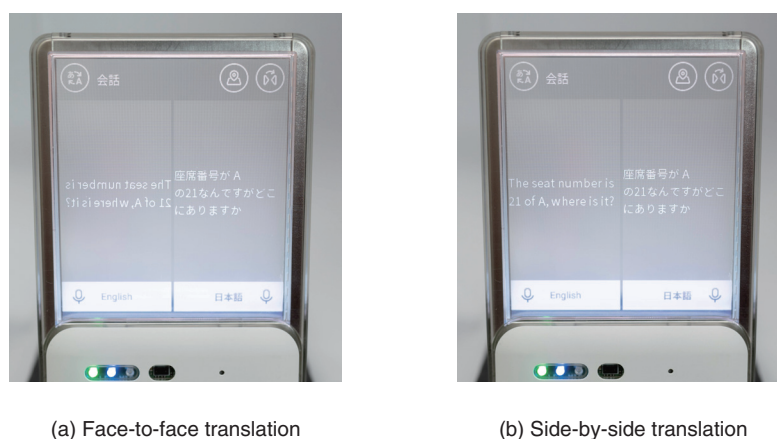 あ
A
会話
The seat number is
21 of A, where is it?
座席番号が A
の21なんですがどこ
にありますか
English
日本語
あ
A
会話
The seat number is
21 of A, where is it?
座席番号が A
の21なんですがどこ
にありますか
English
日本語
(a) Face-to-face translation
(b) Side-by-side translation